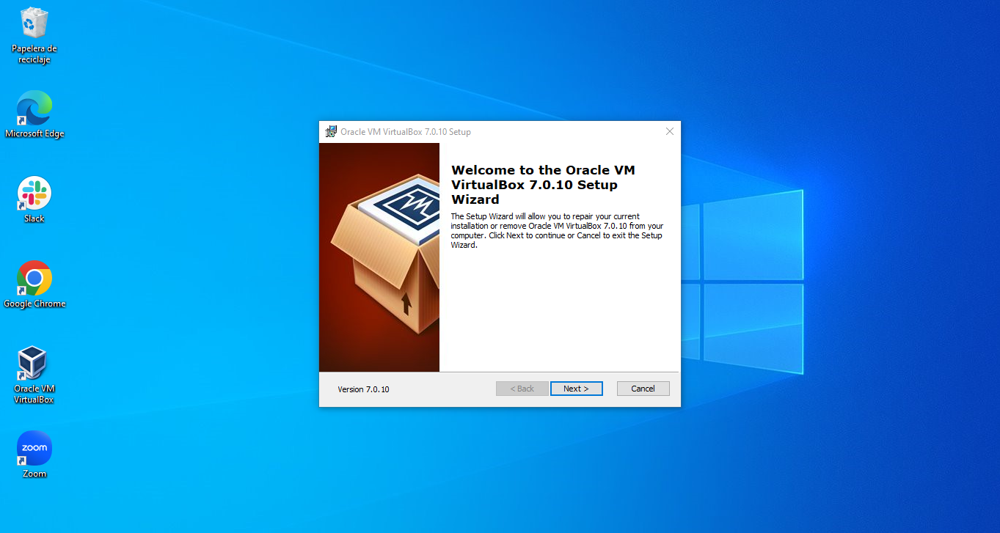 Papelera de
reciclaje
Microsoft Edge
Slack
Google Chrome
Oracle VM
VirtualBox
zoom
Zoom
Oracle VM VirtualBox 7.0.10 Setup
Welcome to the Oracle VM
VirtualBox 7.0.10 Setup
Wizard
The Setup Wizard will allow you to repair your current
installation or remove Oracle VM VirtualBox 7.0.10 from your
computer. Click Next to continue or Cancel to exit the Setup
Wizard.
Version 7.0.10
< Back
Next >
Cancel